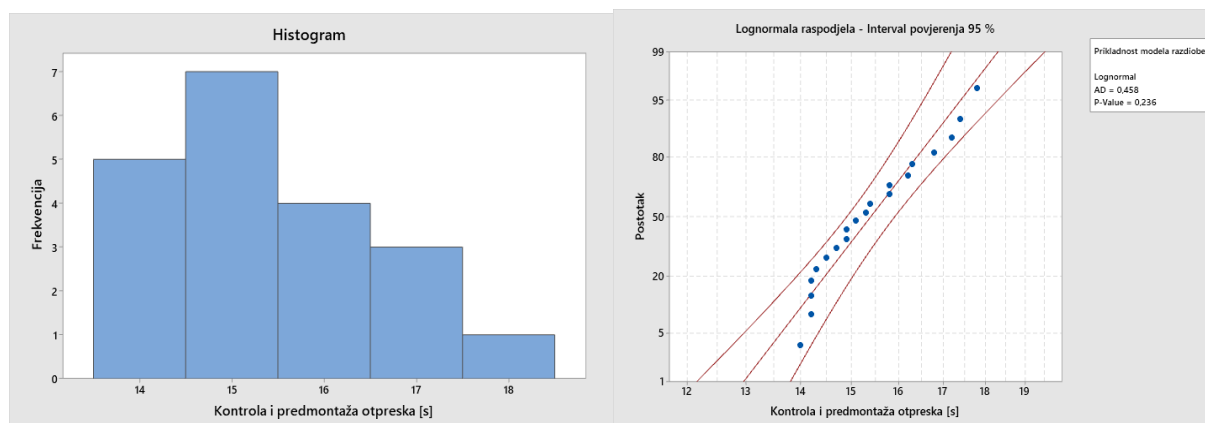 Histogram
Frekvencija
7
6
5
4
3
2
1
0
14 15 16 17 18
Kontrola i predmontaža otpreska [s]
Lognormala raspodjela - Interval povjerenja 95 %
Postotak
99
95
80
50
20
5
1
12 13 14 15 16 17 18 19
Kontrola i predmontaža otpreska [s]
Prikladnost modela razdiobe
Lognormal
AD = 0,458
P-Value = 0,236